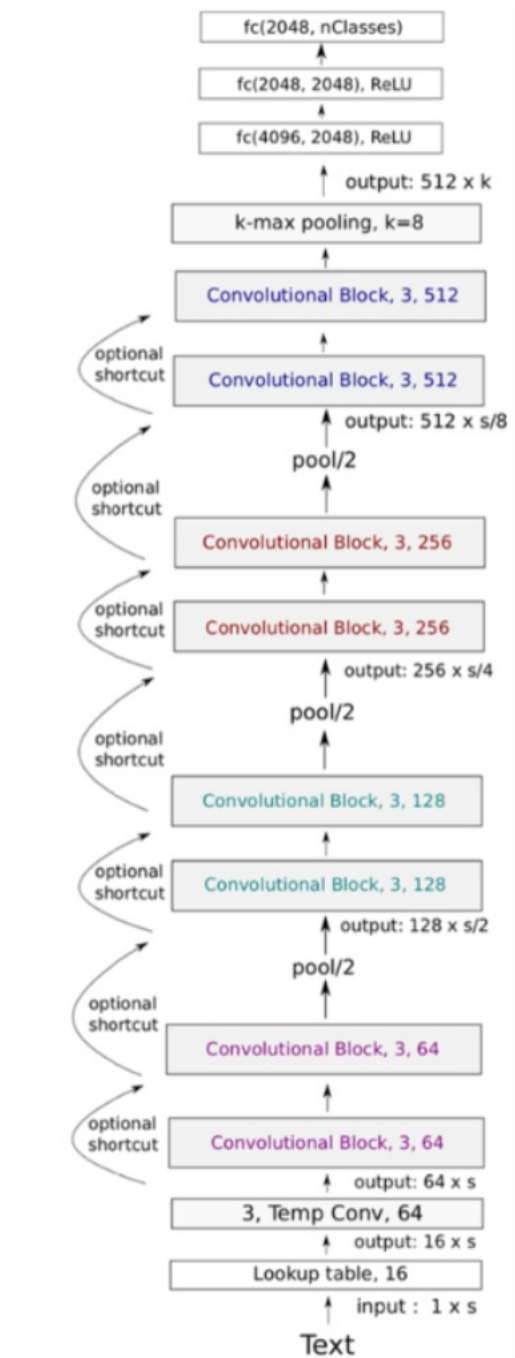 fc(2048, nClasses)
fc(2048, 2048), ReLU
fc(4096, 2048), ReLU
output: 512 x k
k-max pooling, k=8
Convolutional Block, 3, 512
optional
shortcut
Convolutional Block, 3, 512
output: 512 x s/8
pool/2
optional
shortcut
Convolutional Block, 3, 256
optional
shortcut
Convolutional Block, 3, 256
output: 256 x s/4
pool/2
optional
shortcut
Convolutional Block, 3, 128
optional
shortcut
Convolutional Block, 3, 128
output: 128 x s/2
pool/2
optional
shortcut
Convolutional Block, 3, 64
optional
shortcut
Convolutional Block, 3, 64
output: 64 x s
3, Temp Conv, 64
output: 16 x s
Lookup table, 16
input : 1 x s
Text